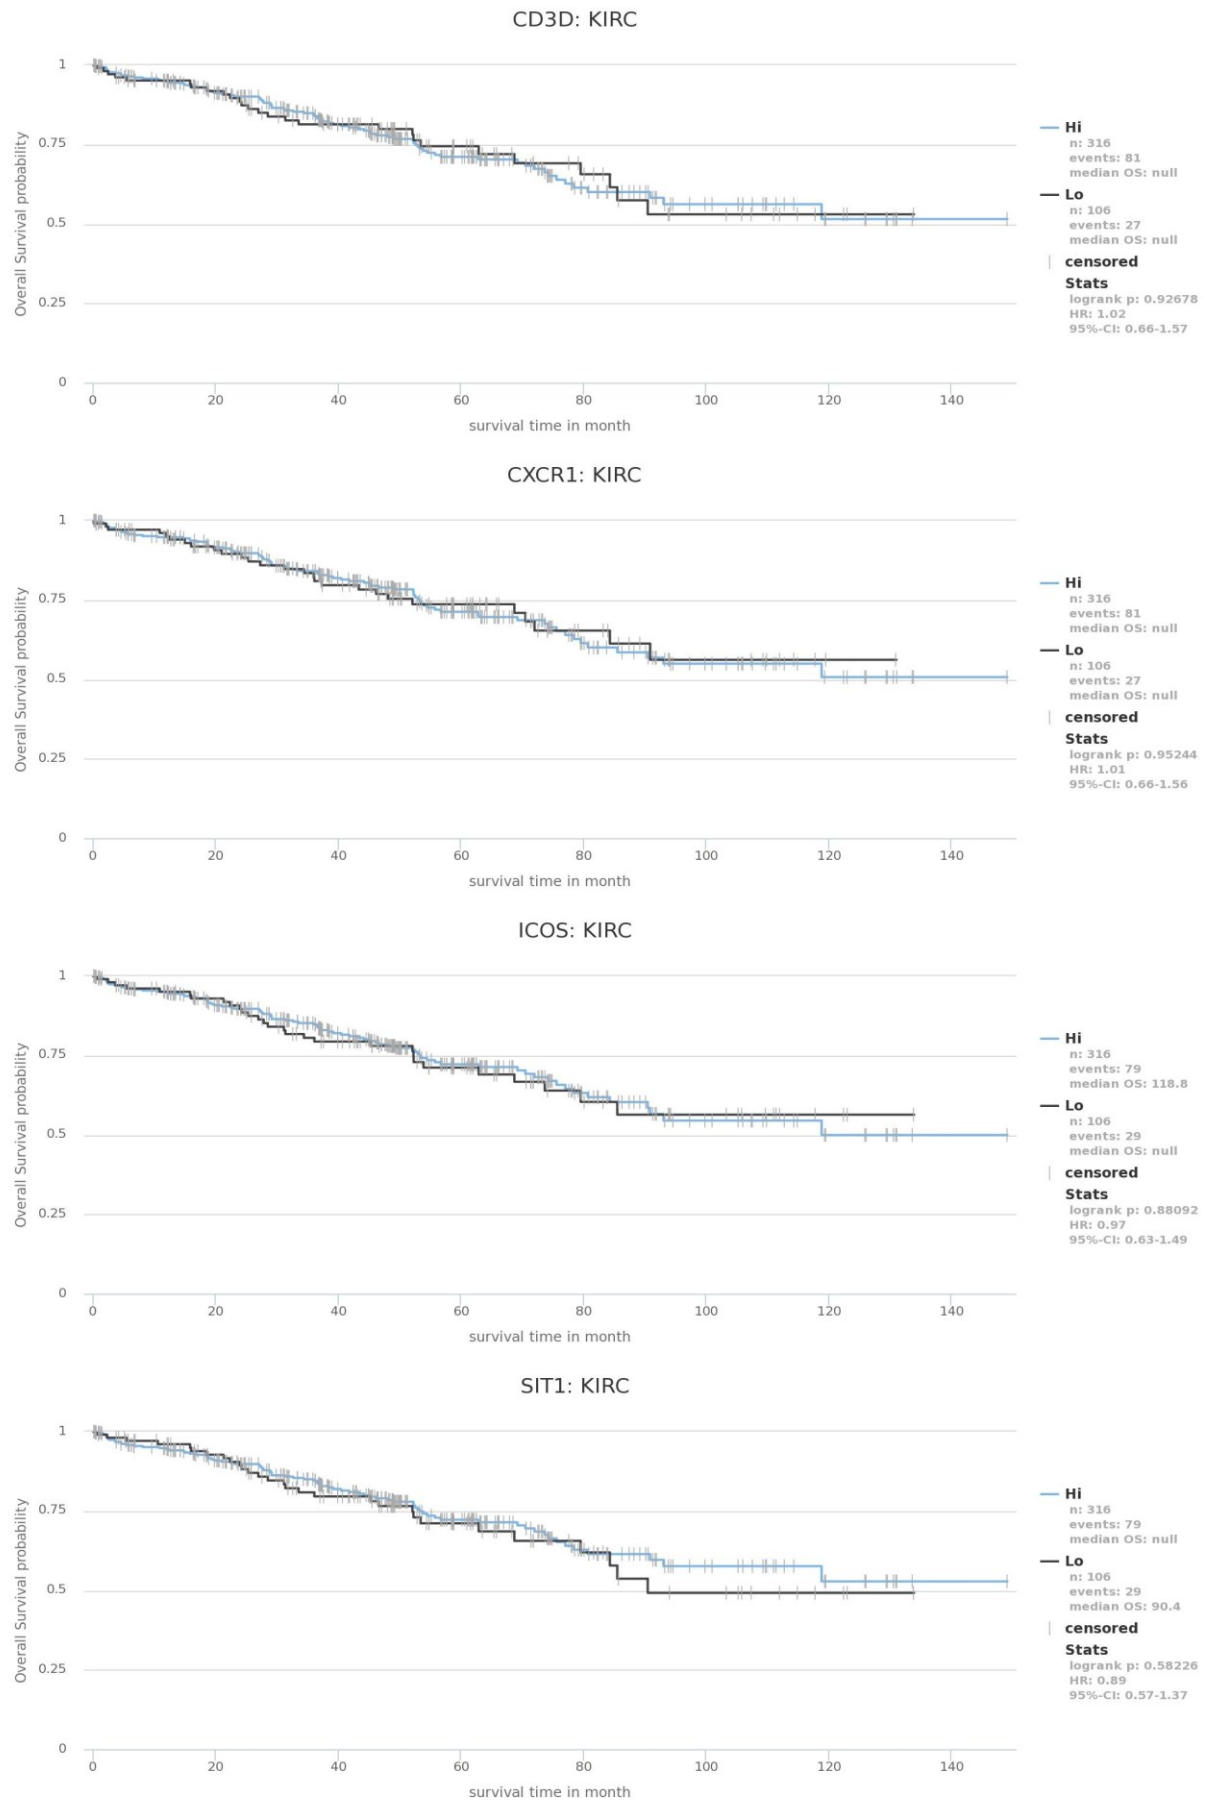 CD3D: KIRC
Overall Survival probability
1
0.75
0.5
0.25
0
0 20 40 60 80 100 120 140
survival time in month
Hi
n: 316
events: 81
median OS: null
Lo
n: 106
events: 27
median OS: null
censored
Stats
logrank p: 0.92678
HR: 1.02
95%-CI: 0.66-1.57
CXCR1: KIRC
Overall Survival probability
1
0.75
0.5
0.25
0
0 20 40 60 80 100 120 140
survival time in month
Hi
n: 316
events: 81
median OS: null
Lo
n: 106
events: 27
median OS: null
censored
Stats
logrank p: 0.95244
HR: 1.01
95%-CI: 0.66-1.56
ICOS: KIRC
Overall Survival probability
1
0.75
0.5
0.25
0
0 20 40 60 80 100 120 140
survival time in month
Hi
n: 316
events: 79
median OS: 118.8
Lo
n: 106
events: 29
median OS: null
censored
Stats
logrank p: 0.88092
HR: 0.97
95%-CI: 0.63-1.49
SIT1: KIRC
Overall Survival probability
1
0.75
0.5
0.25
0
0 20 40 60 80 100 120 140
survival time in month
Hi
n: 316
events: 79
median OS: null
Lo
n: 106
events: 29
median OS: 90.4
censored
Stats
logrank p: 0.58226
HR: 0.89
95%-CI: 0.57-1.37